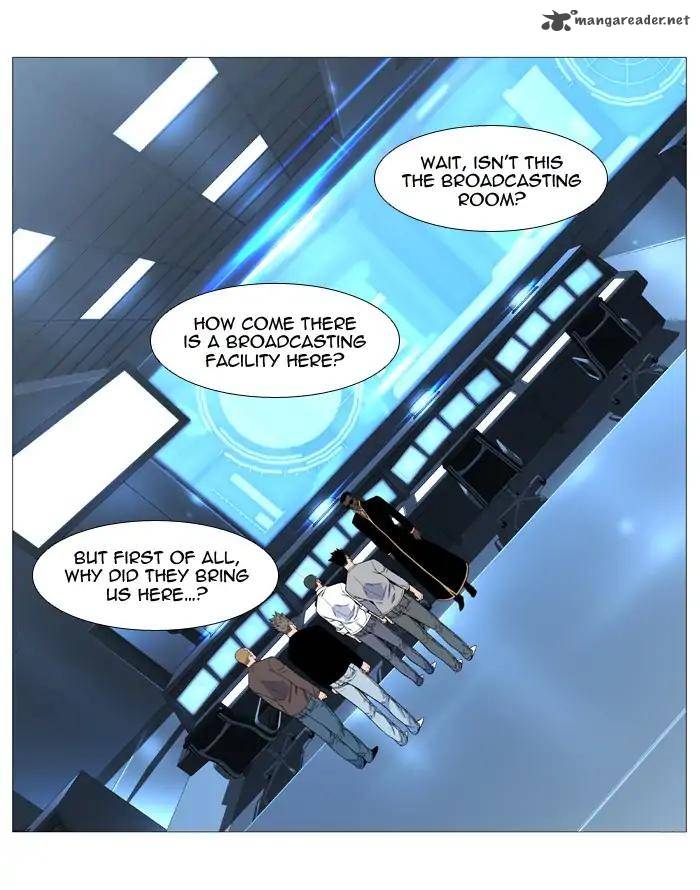 mangareader.net
WAIT, ISN'T THIS
THE BROADCASTING
ROOM?
HOW COME THERE
IS A BROADCASTING
FACILITY HERE?
BUT FIRST OF ALL,
WHY DID THEY BRING
US HERE...?